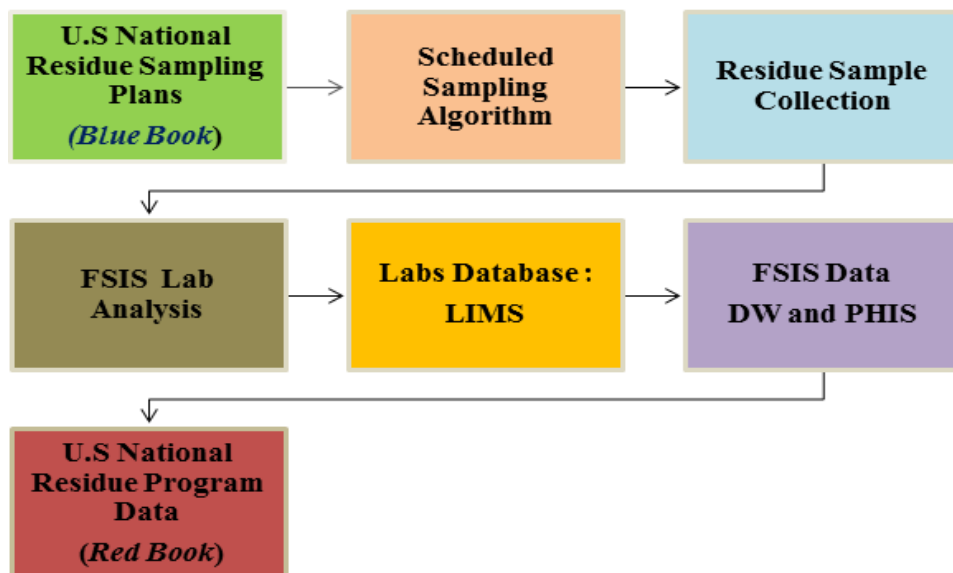 U.S National
Residue Sampling
Plans
(Blue Book)
Scheduled
Sampling
Algorithm
Residue Sample
Collection
FSIS Lab
Analysis
Labs Database :
LIMS
FSIS Data
DW and PHIS
U.S National
Residue Program
Data
(Red Book)